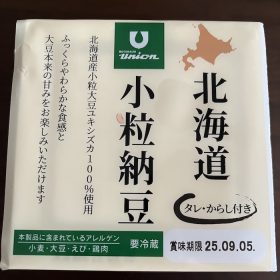 HOKKAIDO
union
北海道
小粒納豆
タレ・からし付き
北海道産小粒大豆ユキシズカ100%使用
ふっくらやわらかな食感と
大豆本来の甘みをお楽しみいただけます
本製品に含まれているアレルゲン
小麦・大豆・えび・鶏肉
要冷蔵
賞味期限 25.09.05.